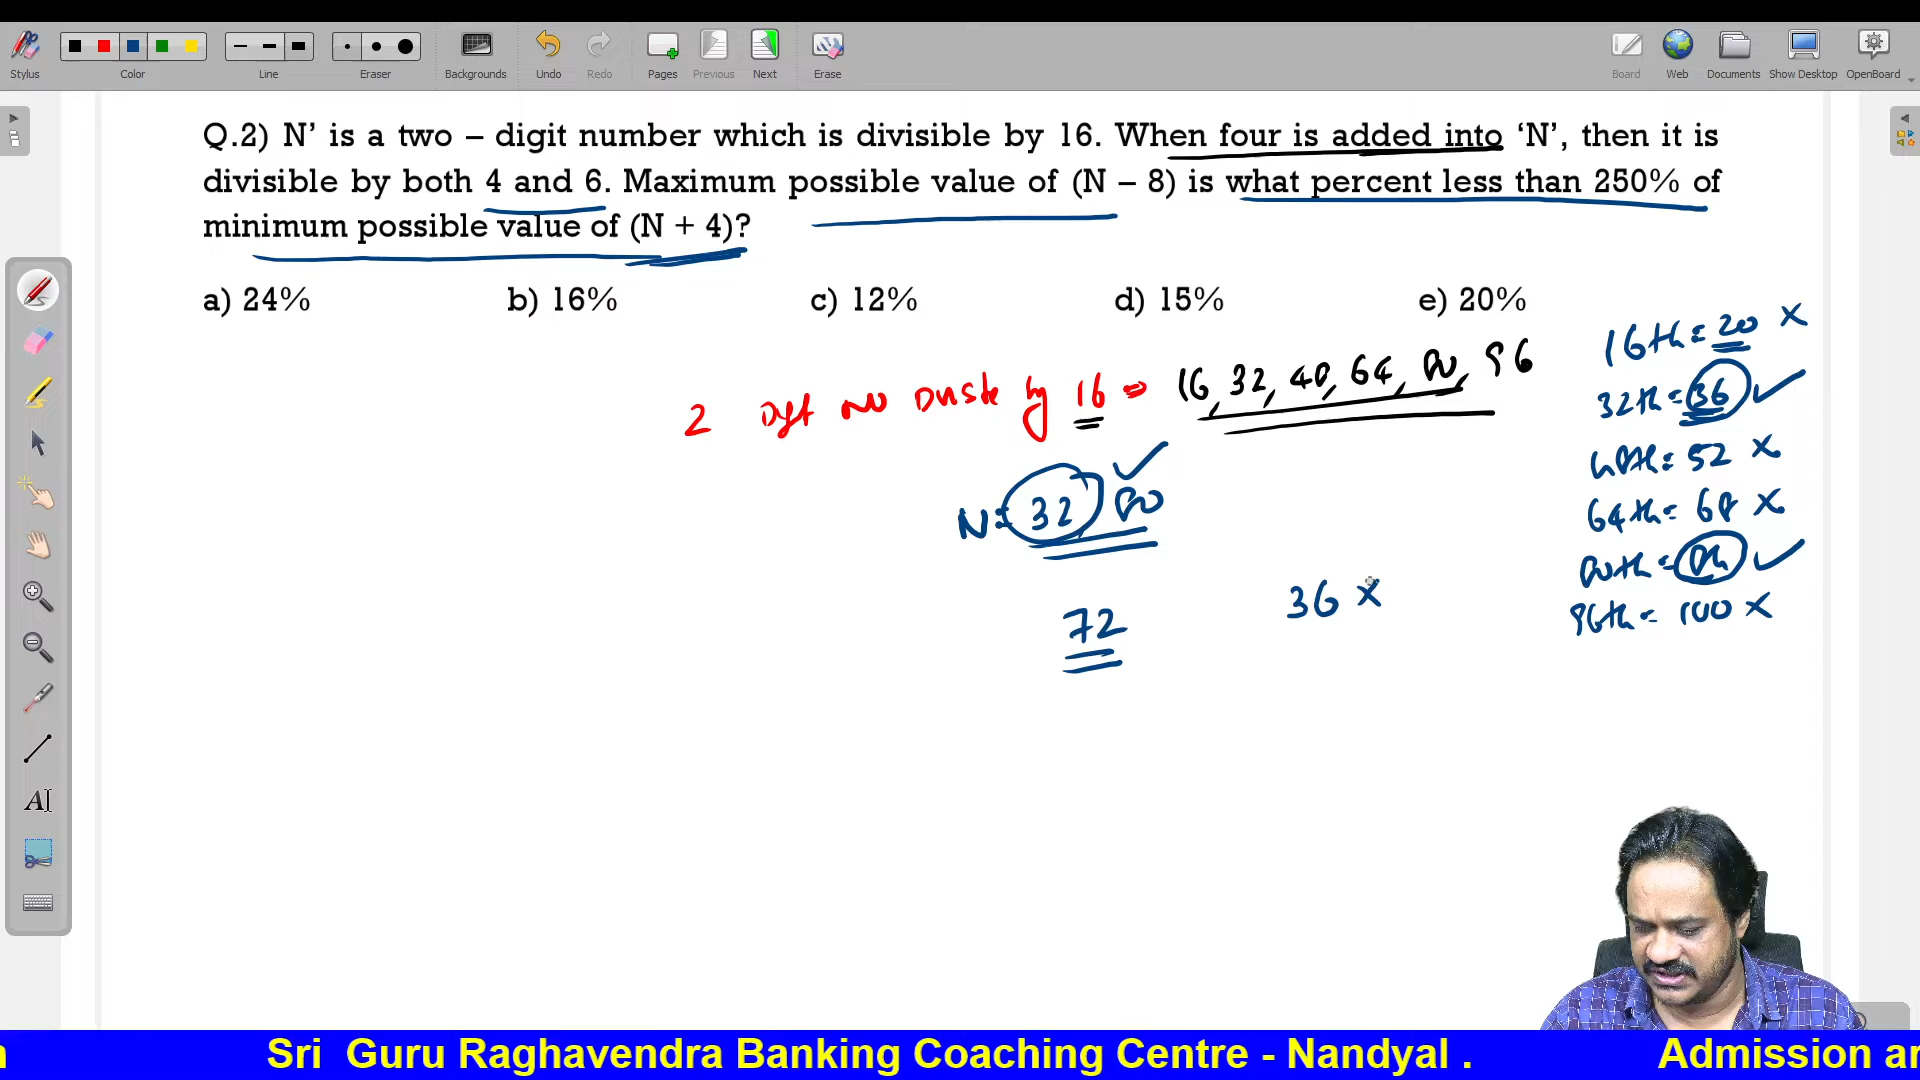 Stylus
Color
Line
Eraser
Backgrounds
Undo
Redo
Pages
Previous
Next
Erase
Board
Web
Documents
Show Desktop
OpenBoard
Q.2) N’ is a two – digit number which is divisible by 16. When four is added into ‘N’, then it is
divisible by both 4 and 6. Maximum possible value of (N – 8) is what percent less than 250% of
minimum possible value of (N + 4)?
a) 24% b) 16% c) 12% d) 15% e) 20%
2 no by 16 = 16, 32, 48, 64, 80, 96
N = 32, 80
72
36 x
16+4 = 20 x
32+4 = 36 ✓
48+4 = 52 x
64+4 = 68 x
80+4 = 84 ✓
96+4 = 100 x
Sri Guru Raghavendra Banking Coaching Centre - Nandyal .
Admission